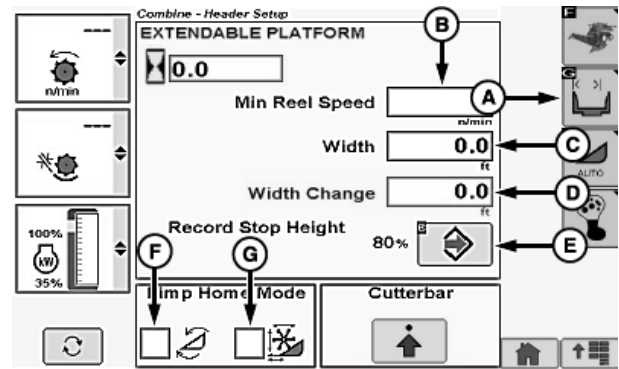 Combine - Header Setup
EXTENDABLE PLATFORM
0.0
B
Min Reel Speed
n/min
A
Width
0.0
ft
C
Width Change
0.0
ft
D
Record Stop Height
80%
B
E
F
G
Limp Home Mode
Cutterbar
---
n/min
---
100%
kW
35%
F
G
AUTO